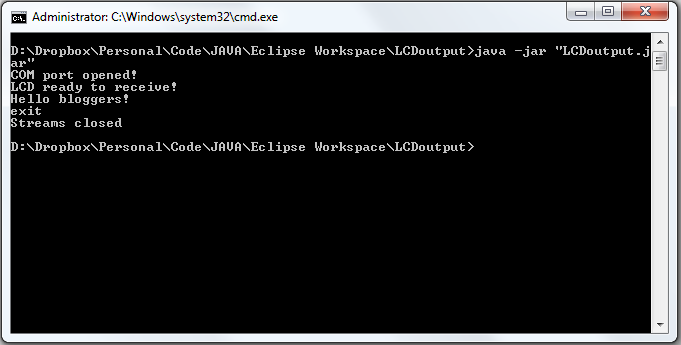 Administrator: C:\Windows\system32\cmd.exe
D:\Dropbox\Personal\Code\JAVA\Eclipse Workspace\LCDoutput>java -jar "LCDoutput.j
ar"
COM port opened!
LCD ready to receive!
Hello bloggers!
exit
Streams closed
D:\Dropbox\Personal\Code\JAVA\Eclipse Workspace\LCDoutput>